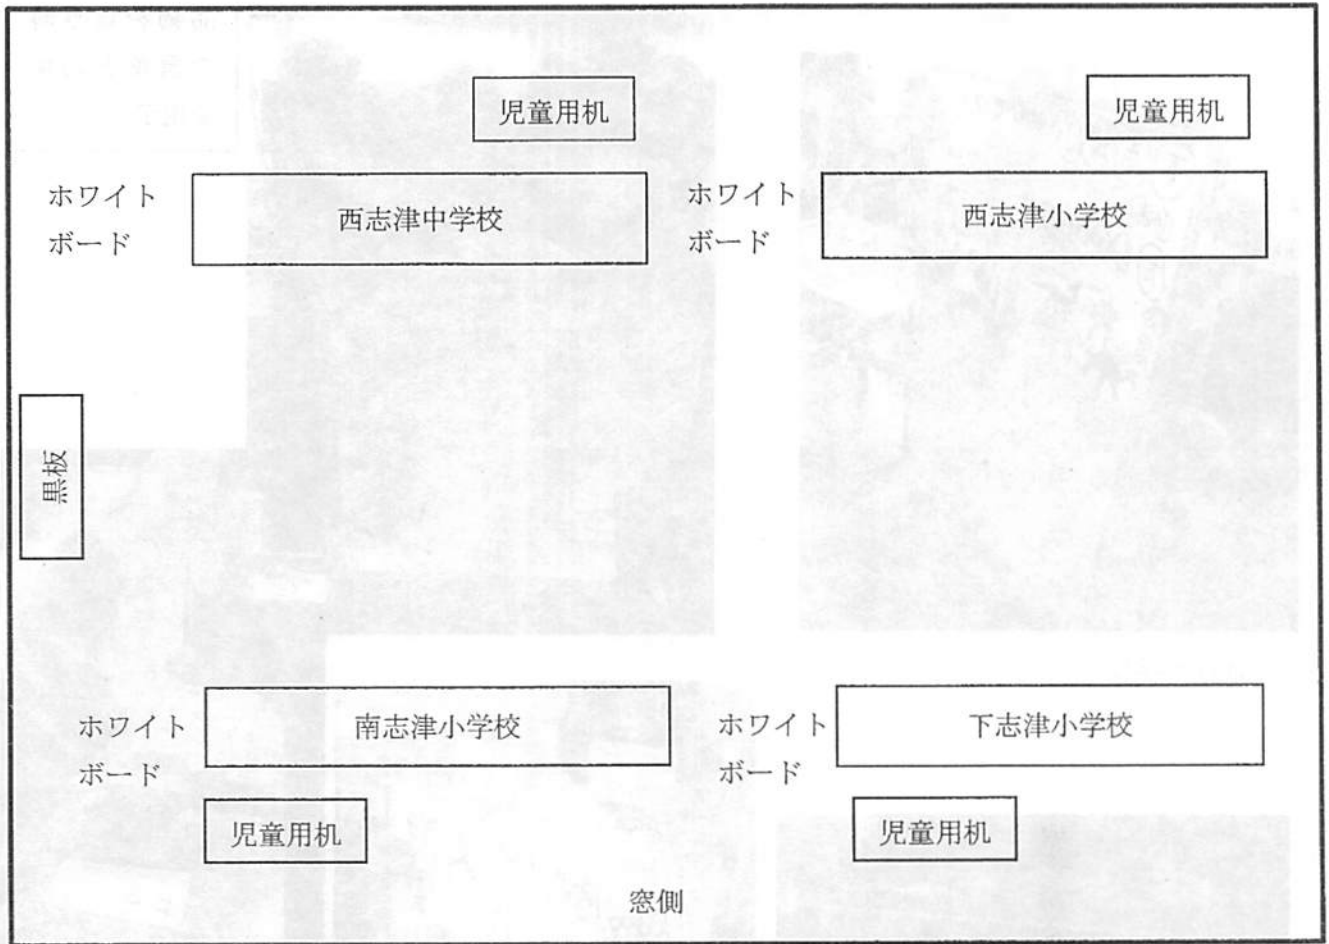 児童用机
児童用机
ホワイト
ボード
西志津中学校
ホワイト
ボード
西志津小学校
黒板
ホワイト
ボード
南志津小学校
ホワイト
ボード
下志津小学校
児童用机
児童用机
窓側